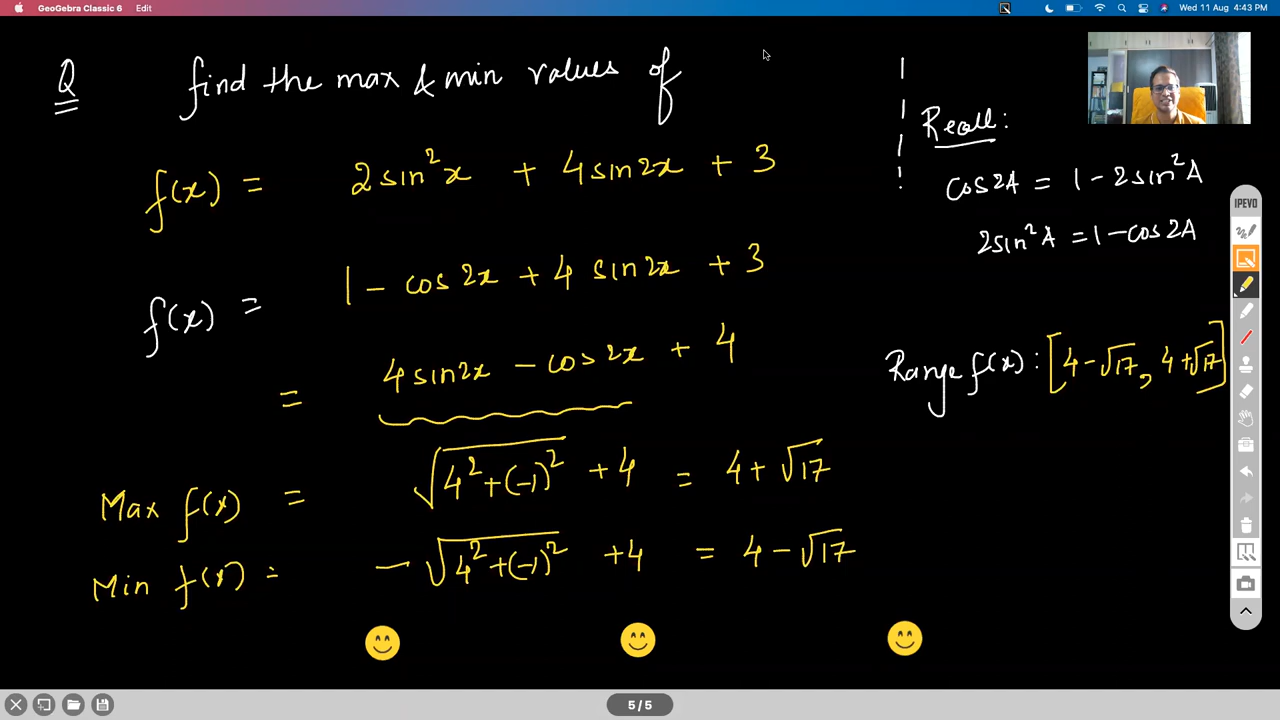 GeoGebra Classic 6 Edit Wed 11 Aug 4:43 PM
Q find the max & min values of
f(x) = 2sin²x + 4sin2x + 3
f(x) = 1 - cos2x + 4 sin2x + 3
= 4sin2x - cos2x + 4
Max f(x) = √(4²+(-1)²) + 4 = 4 + √17
Min f(x) = - √(4²+(-1)²) + 4 = 4 - √17
Recall:
cos2A = 1 - 2sin²A
2sin²A = 1 - cos2A
Range f(x): [4-√17, 4+√17]
IPEVO
5/5